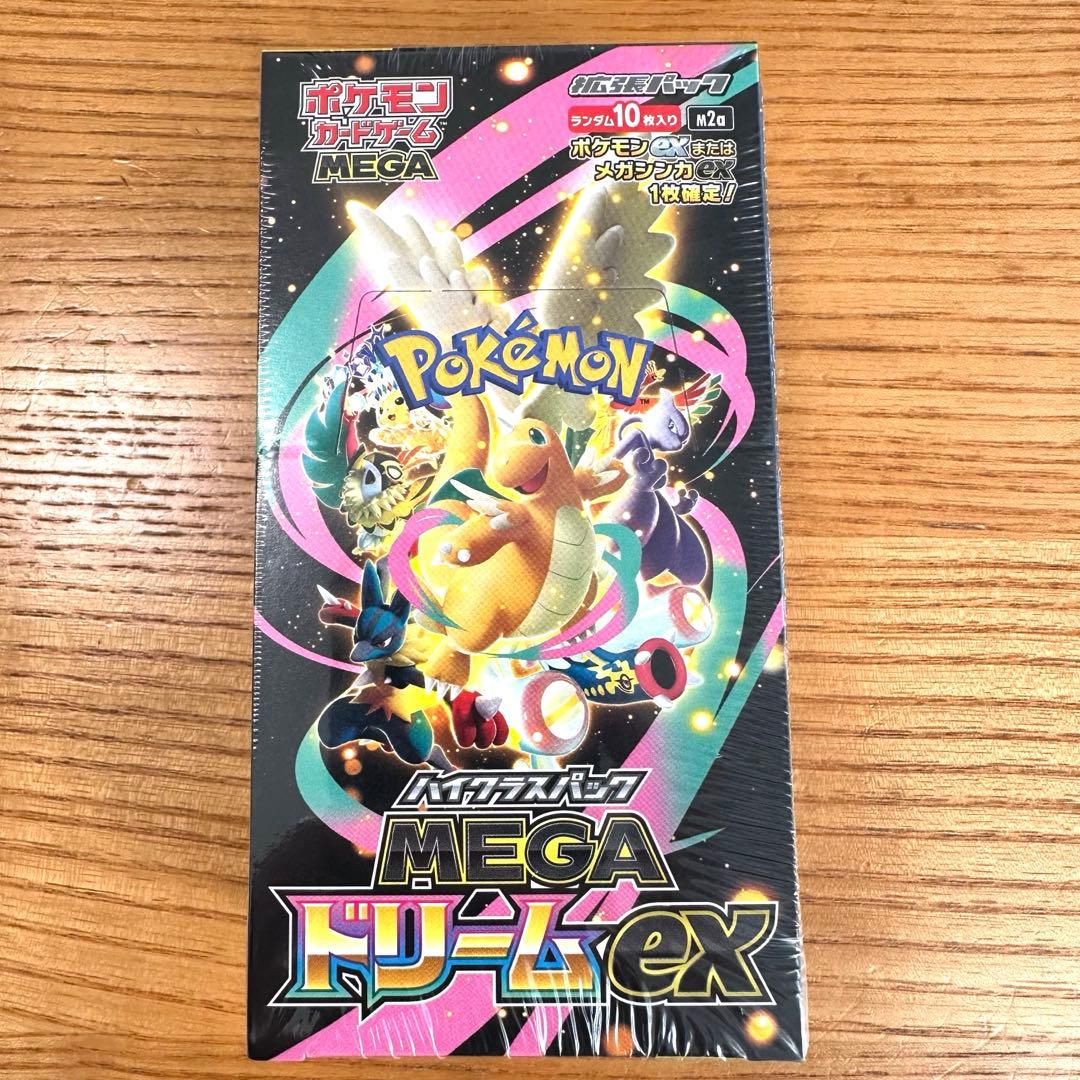 ポケモン
カードゲーム
MEGA
拡張パック
ランダム10枚入り M2a
ポケモンexまたは
メガシンカex
1枚確定!
POKéMON
ハイクラスパック
MEGA
ドリームex